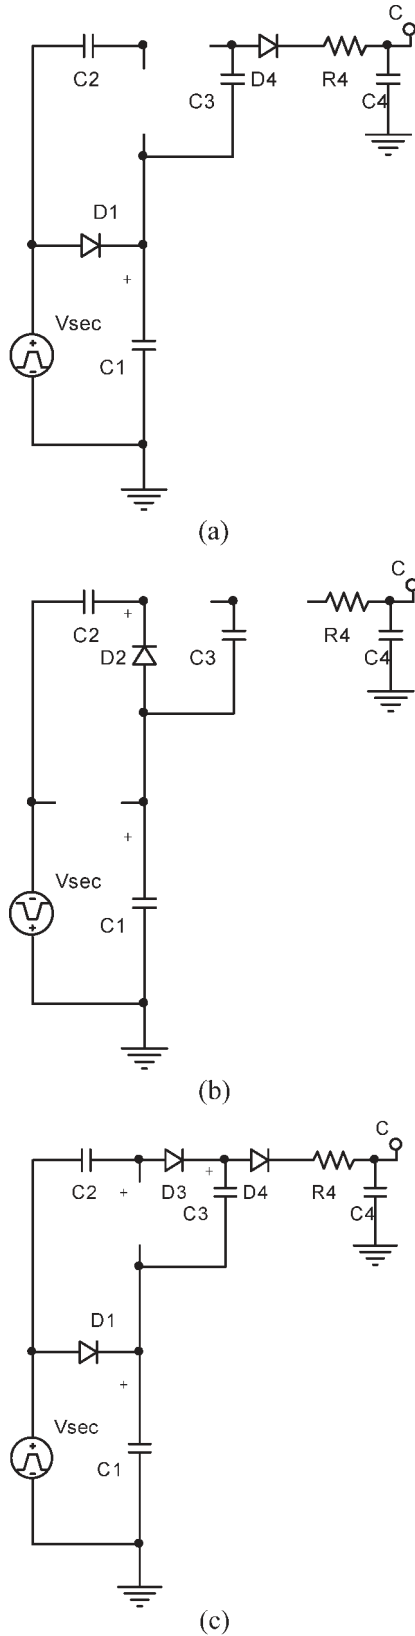 C
C2
C3
D4
R4
C4
D1
+
Vsec
+
C1
(a)
C
C2
+
D2
C3
R4
C4
+
Vsec
-
+
C1
(b)
C
C2
+
D3
+
C3
D4
R4
C4
D1
+
Vsec
+
-
C1
(c)